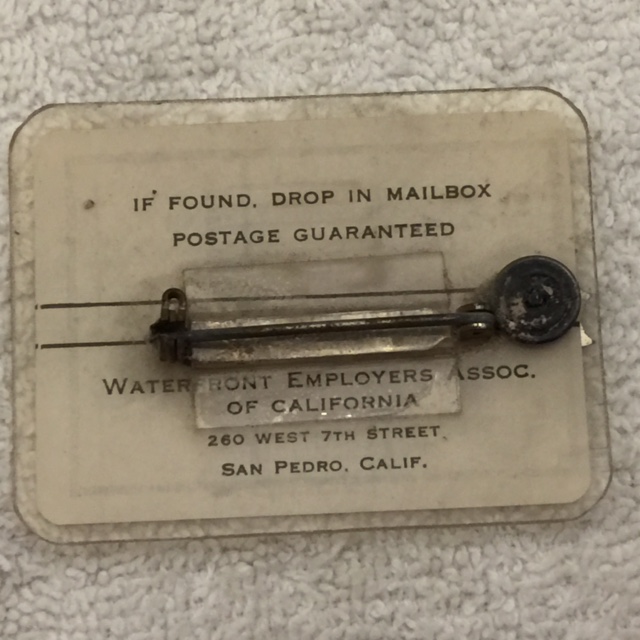 IF FOUND, DROP IN MAILBOX
POSTAGE GUARANTEED
WATERFRONT EMPLOYERS ASSOC.
OF CALIFORNIA
260 WEST 7TH STREET,
SAN PEDRO, CALIF.